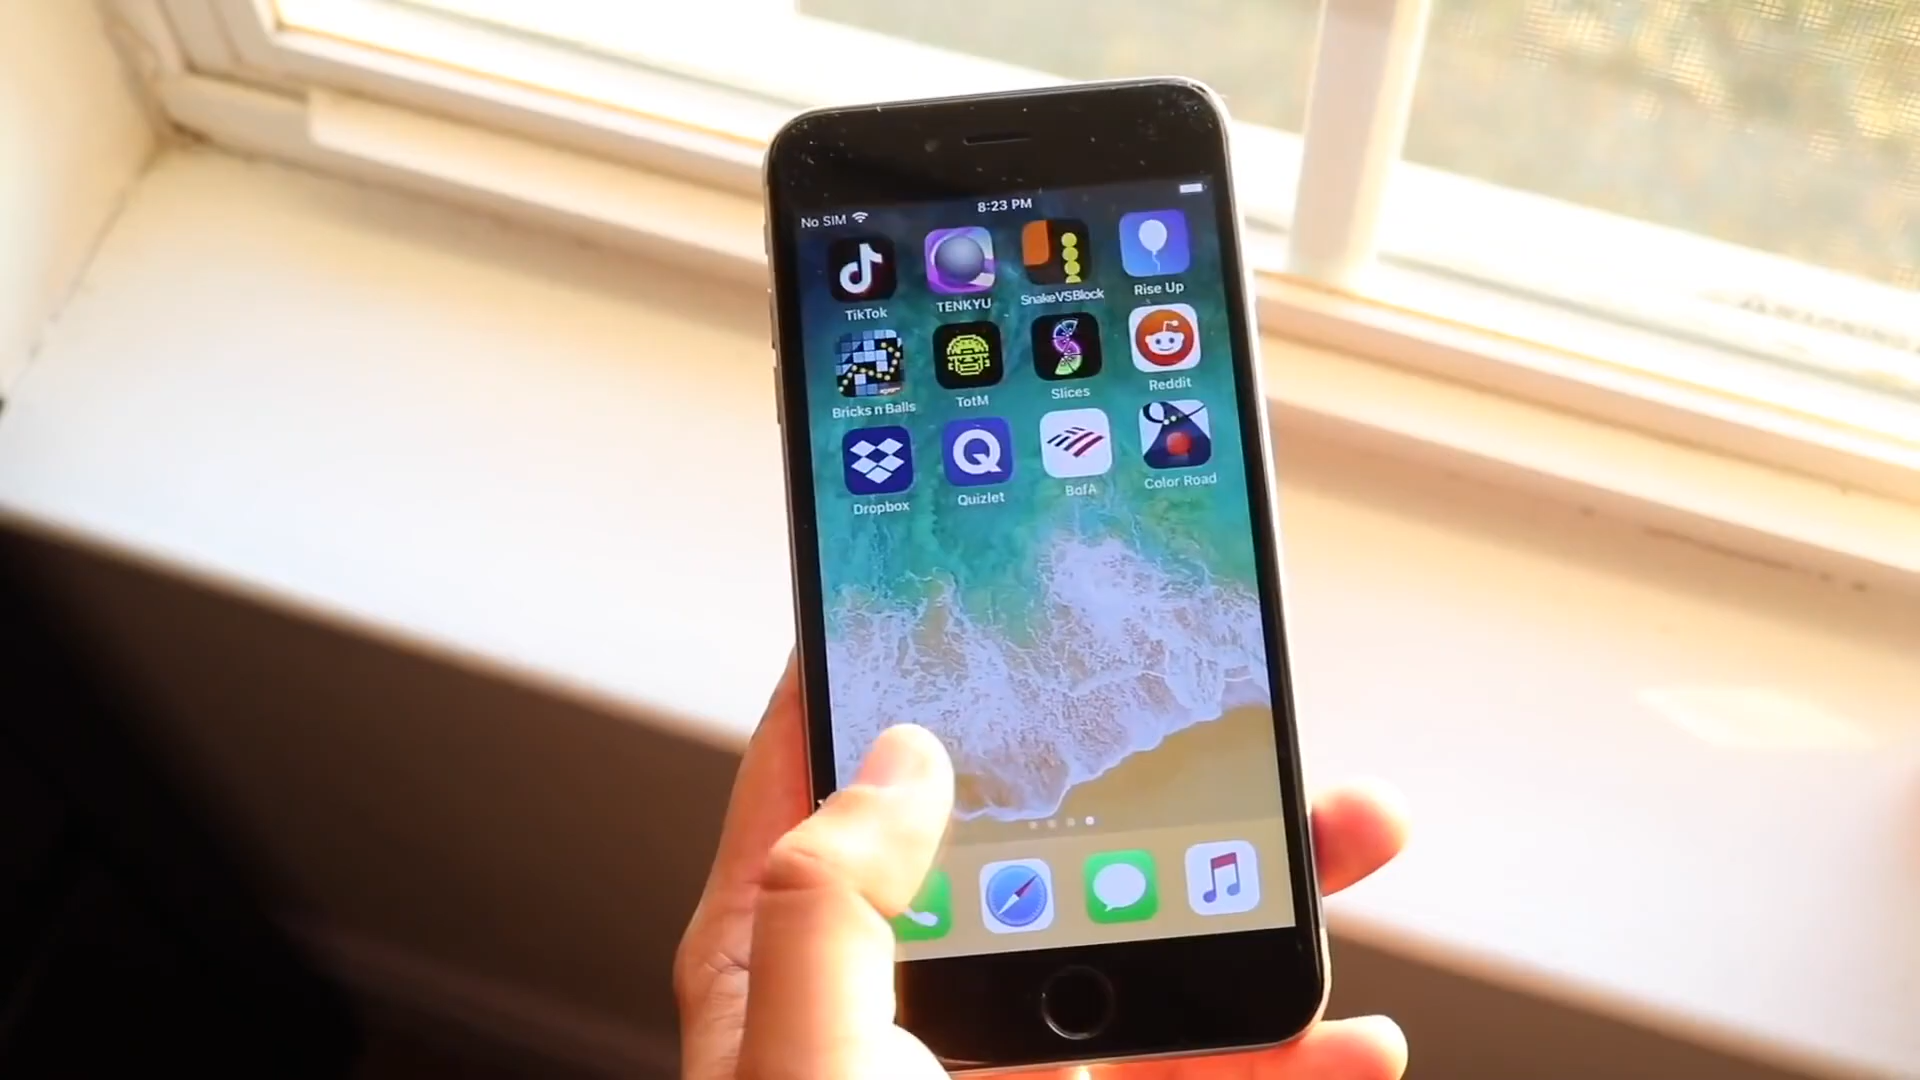 No SIM 8:23 PM
TikTok TENKYU SnakeVSBlock Rise Up
Bricks n Balls TotM Slices Reddit
Dropbox Quizlet BofA Color Road